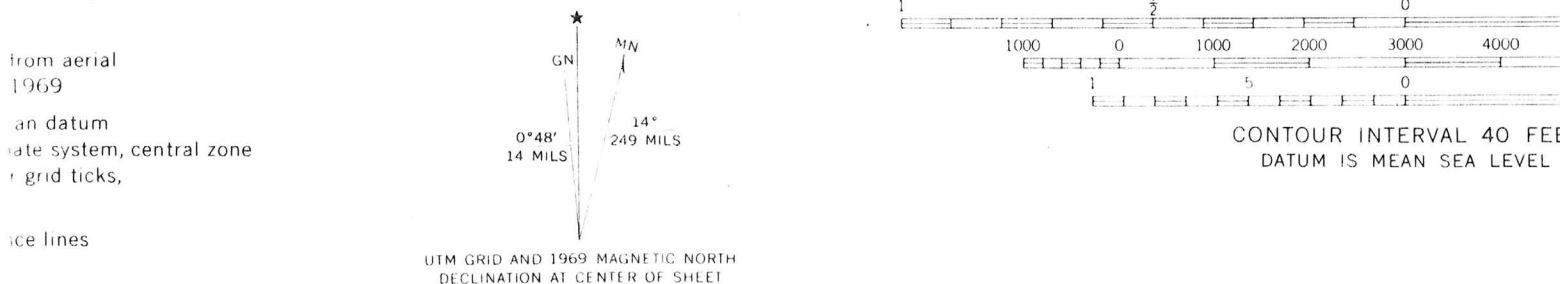 from aerial
1969
an datum
ate system, central zone
grid ticks,
ce lines
GN
MN
0°48'
14 MILS
14°
249 MILS
UTM GRID AND 1969 MAGNETIC NORTH
DECLINATION AT CENTER OF SHEET
1 ½ 0
1000 0 1000 2000 3000 4000
1 5 0
CONTOUR INTERVAL 40 FEE
DATUM IS MEAN SEA LEVEL